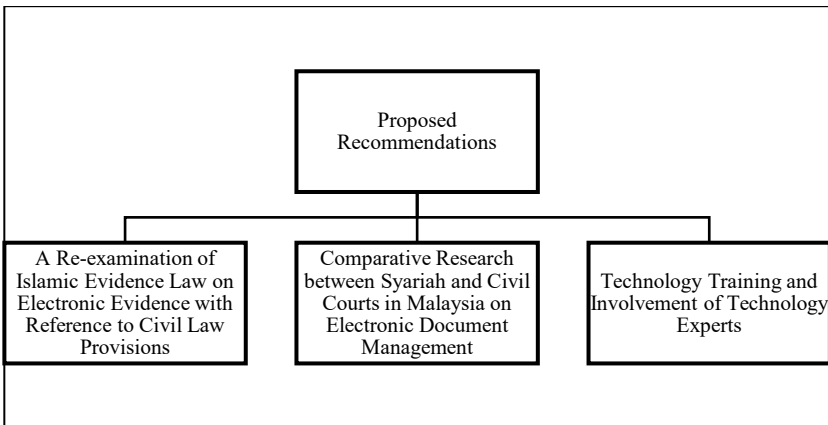 Proposed
Recommendations
A Re-examination of
Islamic Evidence Law on
Electronic Evidence with
Reference to Civil Law
Provisions
Comparative Research
between Syariah and Civil
Courts in Malaysia on
Electronic Document
Management
Technology Training and
Involvement of Technology
Experts